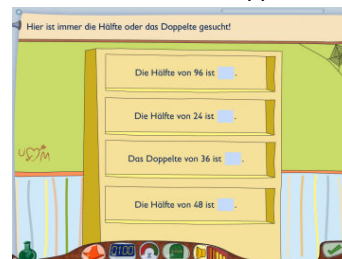 Hier ist immer die Hälfte oder das Doppelte gesucht!
Die Hälfte von 96 ist .
Die Hälfte von 24 ist .
Das Doppelte von 36 ist .
Die Hälfte von 48 ist .